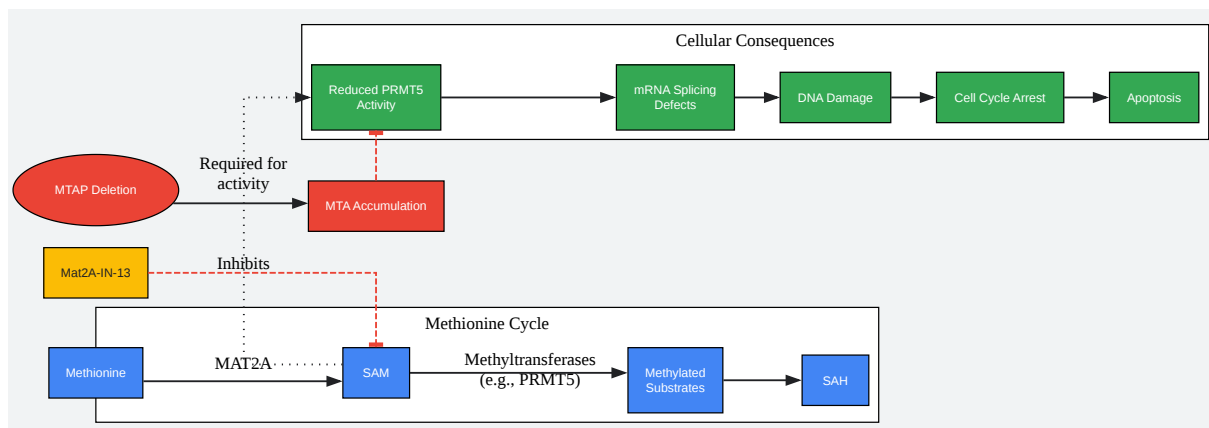 Cellular Consequences
Reduced PRMT5
Activity
mRNA Splicing
Defects
DNA Damage
Cell Cycle Arrest
Apoptosis
Required for
activity
MTAP Deletion
MTA Accumulation
Mat2A-IN-13
Inhibits
Methionine Cycle
Methionine
MAT2A
SAM
Methyltransferases
(e.g., PRMT5)
Methylated
Substrates
SAH